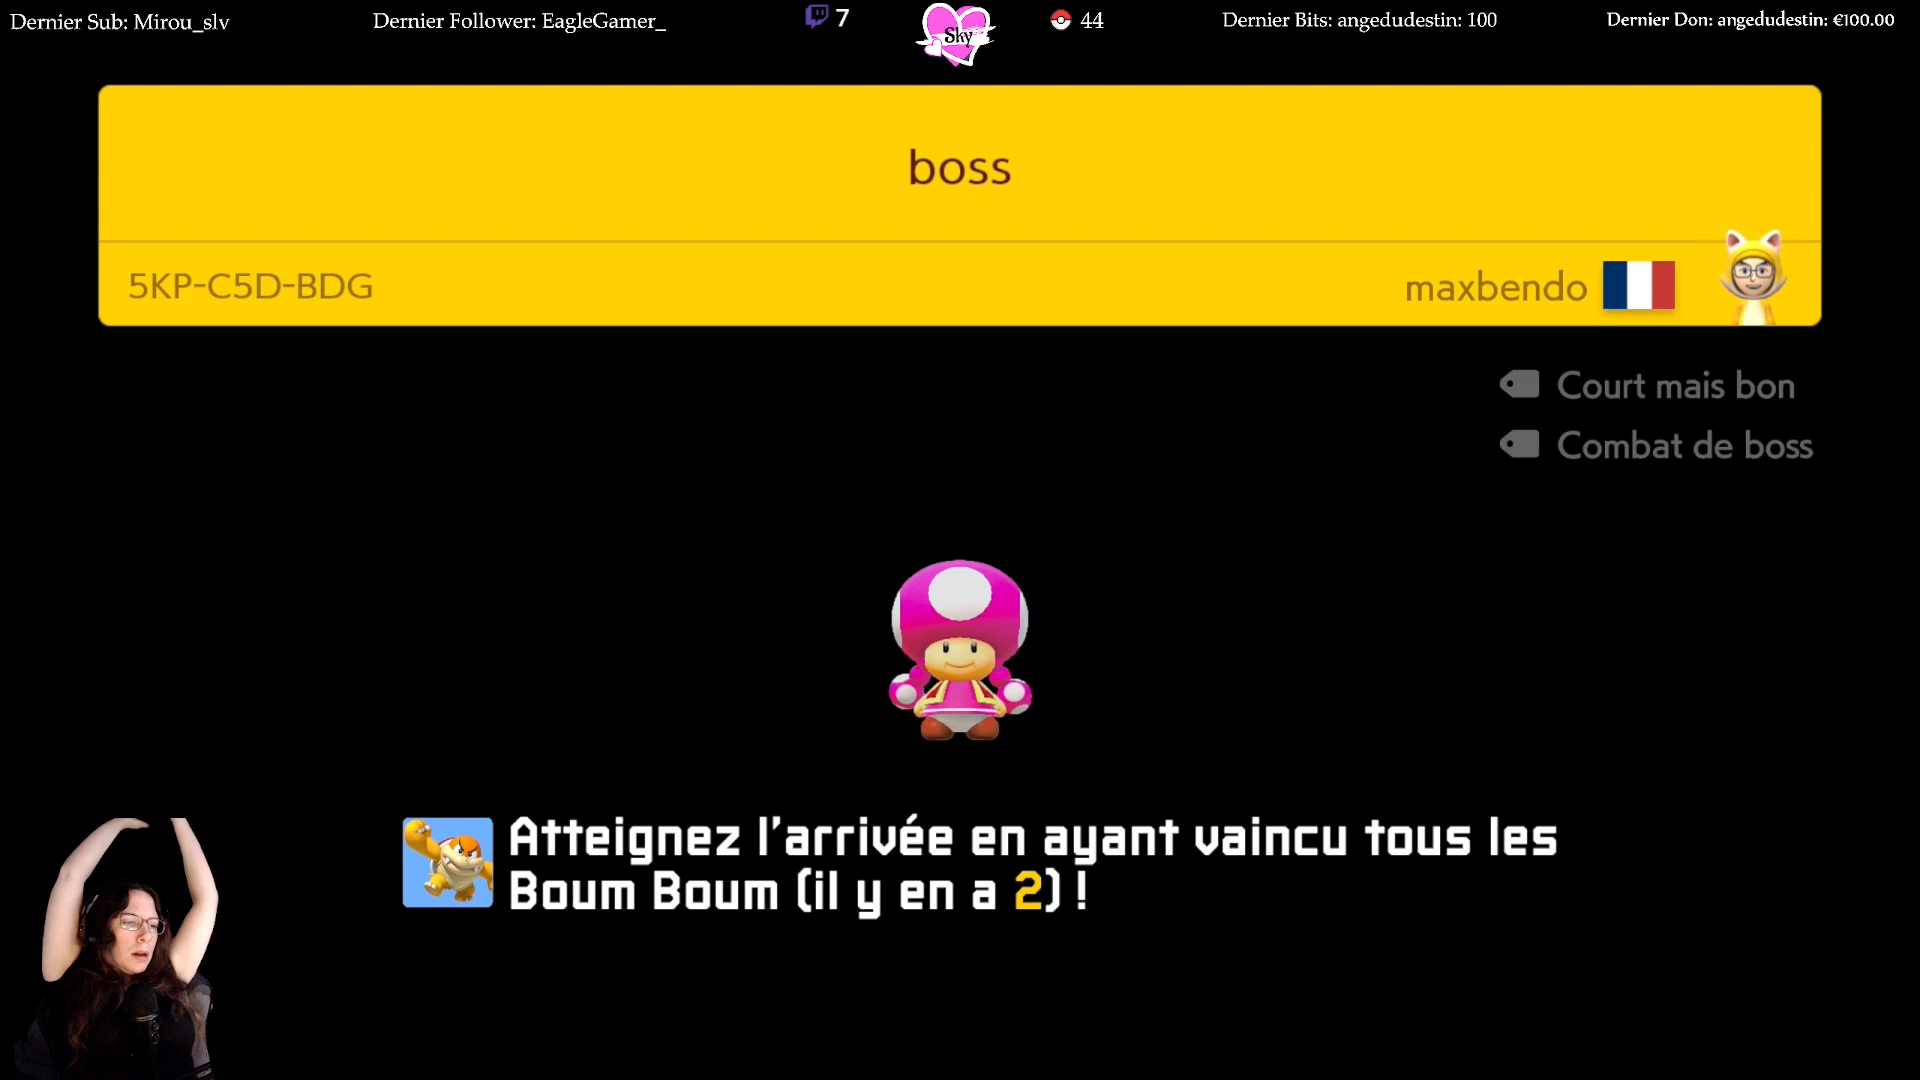 Dernier Sub: Mirou_slv
Dernier Follower: EagleGamer_
7
Sky
44
Dernier Bits: angedudestin: 100
Dernier Don: angedudestin: €100.00
boss
5KP-C5D-BDG
maxbendo
Court mais bon
Combat de boss
Atteignez l'arrivée en ayant vaincu tous les
Boum Boum (il y en a 2) !